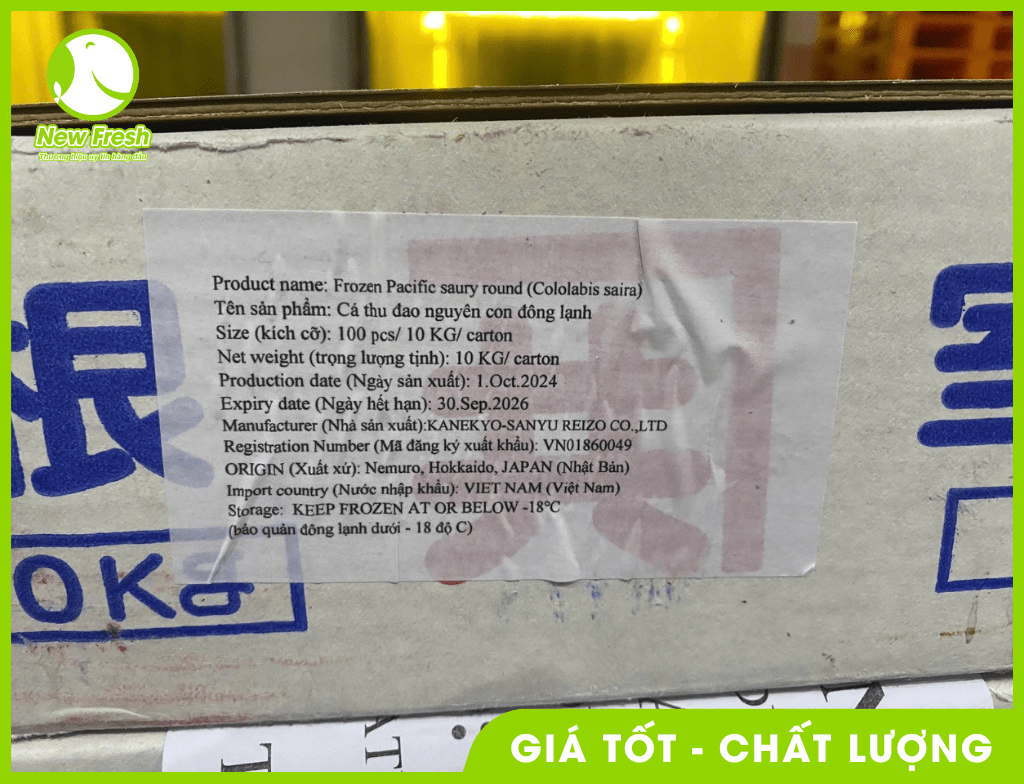 New Fresh
Thương hiệu uy tín hàng đầu
Product name: Frozen Pacific saury round (Cololabis saira)
Tên sản phẩm: Cá thu đao nguyên con đông lạnh
Size (kích cỡ): 100 pcs/ 10 KG/ carton
Net weight (trọng lượng tịnh): 10 KG/ carton
Production date (Ngày sản xuất): 1.Oct.2024
Expiry date (Ngày hết hạn): 30.Sep.2026
Manufacturer (Nhà sản xuất):KANEKYO-SANYU REIZO CO.,LTD
Registration Number (Mã đăng ký xuất khẩu): VN01860049
ORIGIN (Xuất xứ): Nemuro, Hokkaido, JAPAN (Nhật Bản)
Import country (Nước nhập khẩu): VIET NAM (Việt Nam)
Storage: KEEP FROZEN AT OR BELOW -18°C
(bảo quản đông lạnh dưới - 18 độ C)
0Kg
GIÁ TỐT - CHẤT LƯỢNG